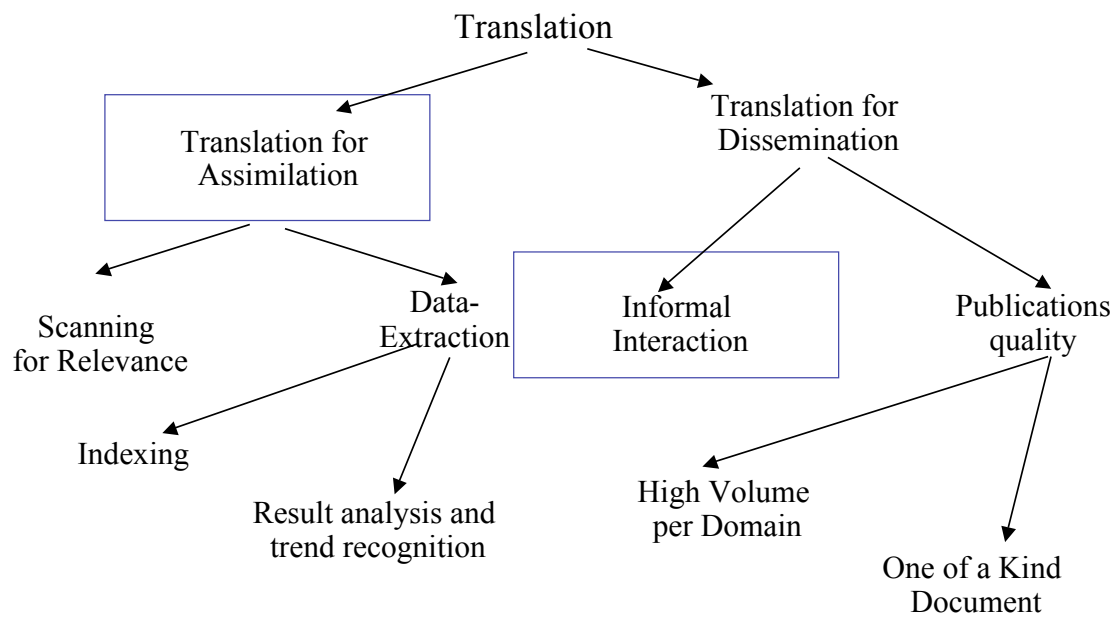 Translation
Translation for
Assimilation
Translation for
Dissemination
Scanning
for Relevance
Data-
Extraction
Informal
Interaction
Publications
quality
Indexing
Result analysis and
trend recognition
High Volume
per Domain
One of a Kind
Document